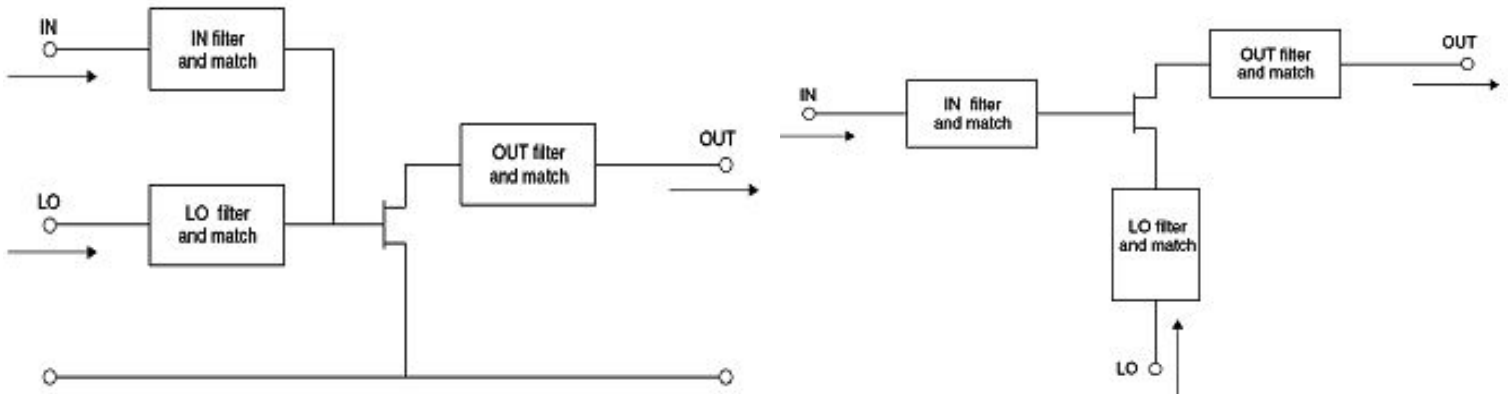 IN
IN filter
and match
LO
LO filter
and match
OUT filter
and match
OUT
IN
IN filter
and match
OUT filter
and match
OUT
LO filter
and match
LO